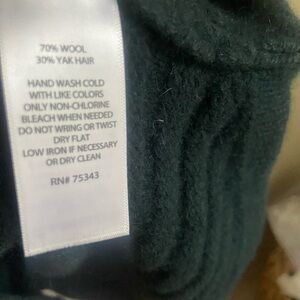 70% WOOL
30% YAK HAIR
HAND WASH COLD
WITH LIKE COLORS
ONLY NON-CHLORINE
BLEACH WHEN NEEDED
DO NOT WRING OR TWIST
DRY FLAT
LOW IRON IF NECESSARY
OR DRY CLEAN
RN# 75343